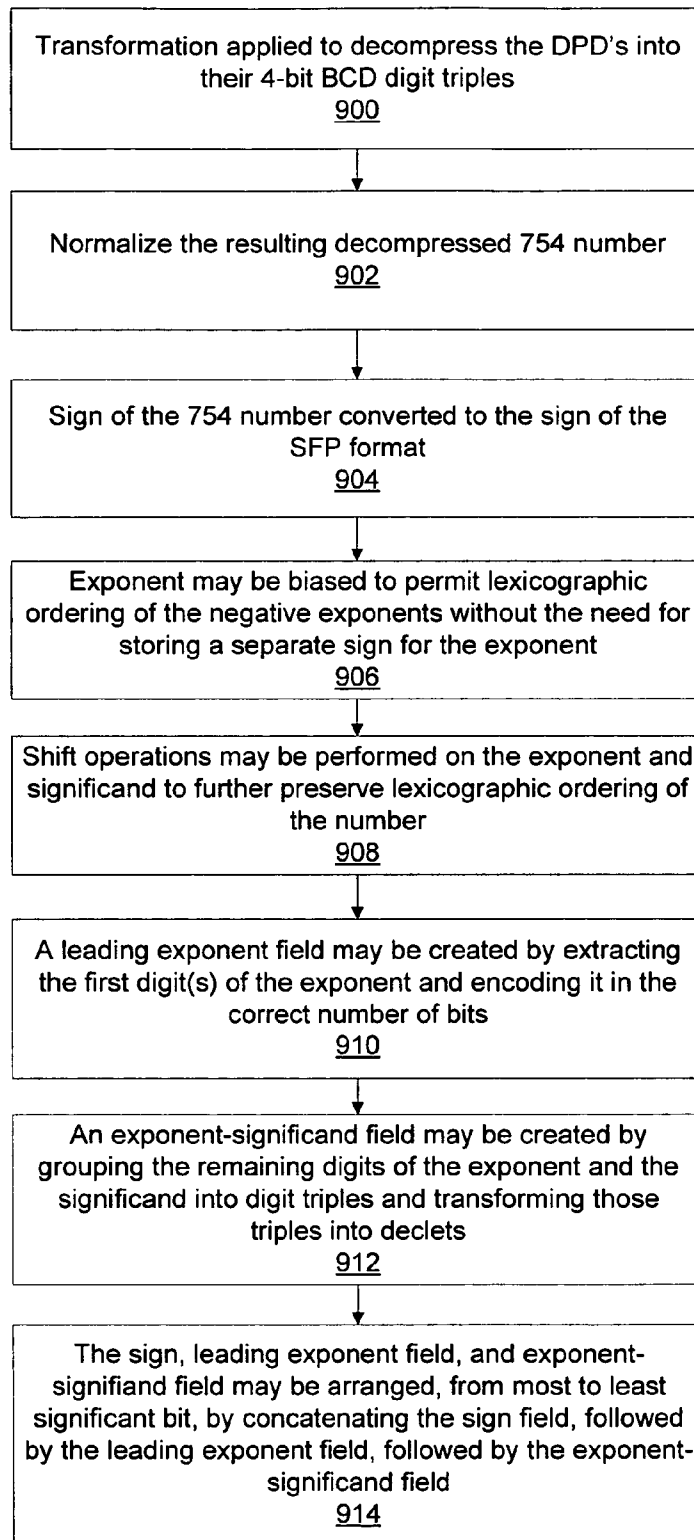 Transformation applied to decompress the DPD's into
their 4-bit BCD digit triples
900
Normalize the resulting decompressed 754 number
902
Sign of the 754 number converted to the sign of the
SFP format
904
Exponent may be biased to permit lexicographic
ordering of the negative exponents without the need for
storing a separate sign for the exponent
906
Shift operations may be performed on the exponent and
significand to further preserve lexicographic ordering of
the number
908
A leading exponent field may be created by extracting
the first digit(s) of the exponent and encoding it in the
correct number of bits
910
An exponent-significand field may be created by
grouping the remaining digits of the exponent and the
significand into digit triples and transforming those
triples into declets
912
The sign, leading exponent field, and exponent-
signifiand field may be arranged, from most to least
significant bit, by concatenating the sign field, followed
by the leading exponent field, followed by the exponent-
significand field
914